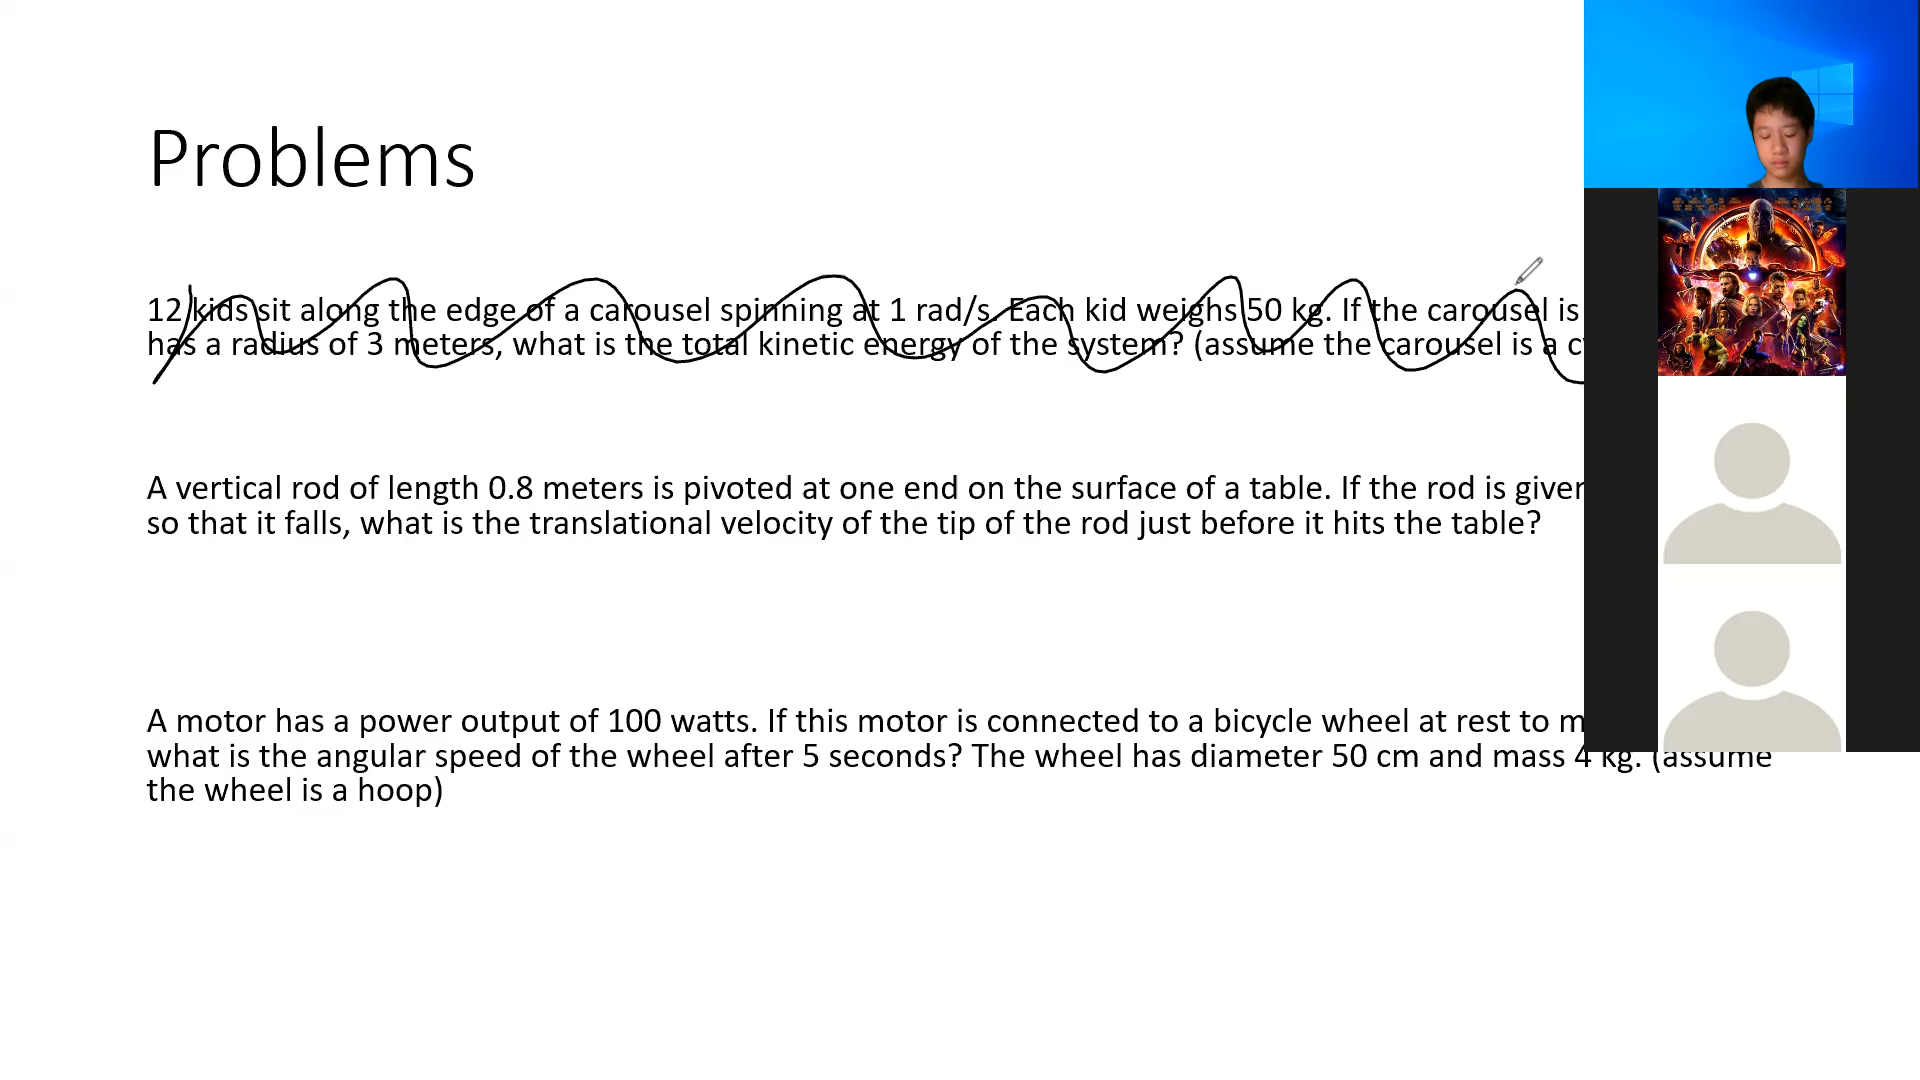 Problems
12 kids sit along the edge of a carousel spinning at 1 rad/s. Each kid weighs 50 kg. If the carousel is
has a radius of 3 meters, what is the total kinetic energy of the system? (assume the carousel is a
A vertical rod of length 0.8 meters is pivoted at one end on the surface of a table. If the rod is
so that it falls, what is the translational velocity of the tip of the rod just before it hits the table?
A motor has a power output of 100 watts. If this motor is connected to a bicycle wheel at rest to
what is the angular speed of the wheel after 5 seconds? The wheel has diameter 50 cm and mass 4 kg. (assume
the wheel is a hoop)